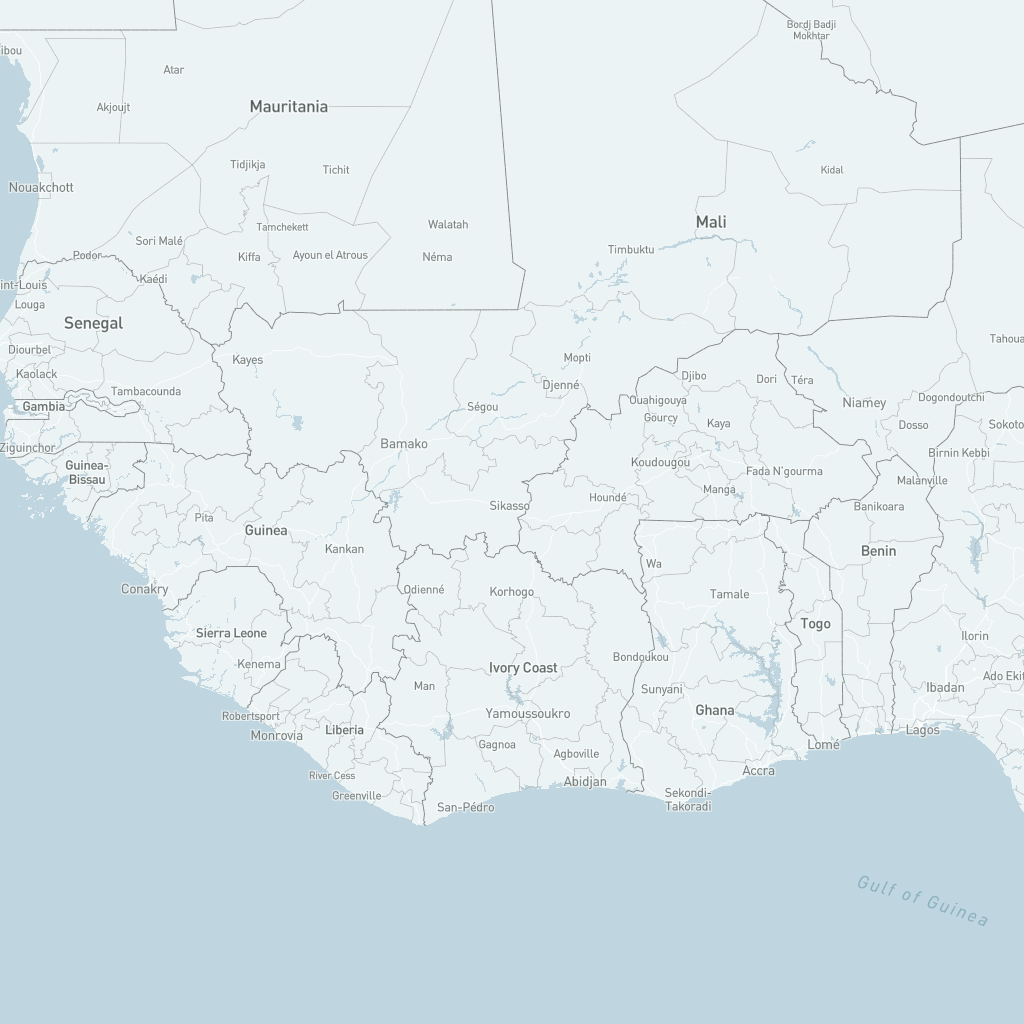 Bordj Badji
Mokhtar
ibou
Atar
Akjoujt
Mauritania
Tidjikja
Tichit
Kidal
Nouakchott
Tamchekett
Walatah
Mali
Sori Malé
Timbuktu
Podor
Kiffa
Ayoun el Atrous
Néma
Kaédi
int-Louis
Louga
Senegal
Tahoua
Diourbel
Kayes
Mopti
Kaolack
Djibo
Dori
Téra
Tambacounda
Djenné
Gambia
Ségou
Ouahigouya
Niamey
Dogondoutchi
Gourcy
Kaya
Dosso
Sokoto
Ziguinchor
Bamako
Birnin Kebbi
Guinea-
Bissau
Koudougou
Fada N'gourma
Malanville
Manga
Houndé
Sikasso
Banikoara
Pita
Guinea
Kankan
Benin
Wa
Conakry
Odienné
Korhogo
Tamale
Togo
Sierra Leone
Ilorin
Kenema
Ivory Coast
Bondoukou
Ado Ekit
Man
Sunyani
Ibadan
Robertsport
Yamoussoukro
Ghana
Monrovia
Liberia
Lagos
Gagnoa
Agboville
Lomé
River Cess
Abidjan
Accra
Greenville
San-Pédro
Sekondi-
Takoradi
Gulf of Guinea